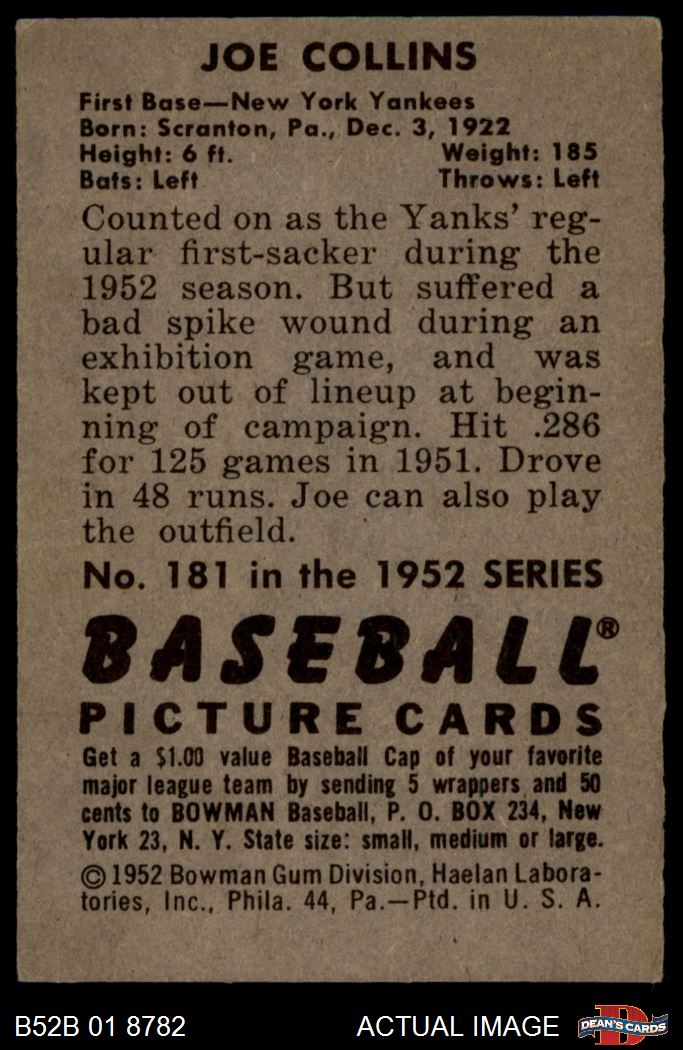 JOE COLLINS
First Base—New York Yankees
Born: Scranton, Pa., Dec. 3, 1922
Height: 6 ft. Weight: 185
Bats: Left Throws: Left
Counted on as the Yanks' reg-
ular first-sacker during the
1952 season. But suffered a
bad spike wound during an
exhibition game, and was
kept out of lineup at begin-
ning of campaign. Hit .286
for 125 games in 1951. Drove
in 48 runs. Joe can also play
the outfield.
No. 181 in the 1952 SERIES
BASEBALL®
PICTURE CARDS
Get a $1.00 value Baseball Cap of your favorite
major league team by sending 5 wrappers and 50
cents to BOWMAN Baseball, P. O. BOX 234, New
York 23, N. Y. State size: small, medium or large.
©1952 Bowman Gum Division, Haelan Labora-
tories, Inc., Phila. 44, Pa.—Ptd. in U. S. A.
B52B 01 8782 ACTUAL IMAGE D DEAN'S CARDS